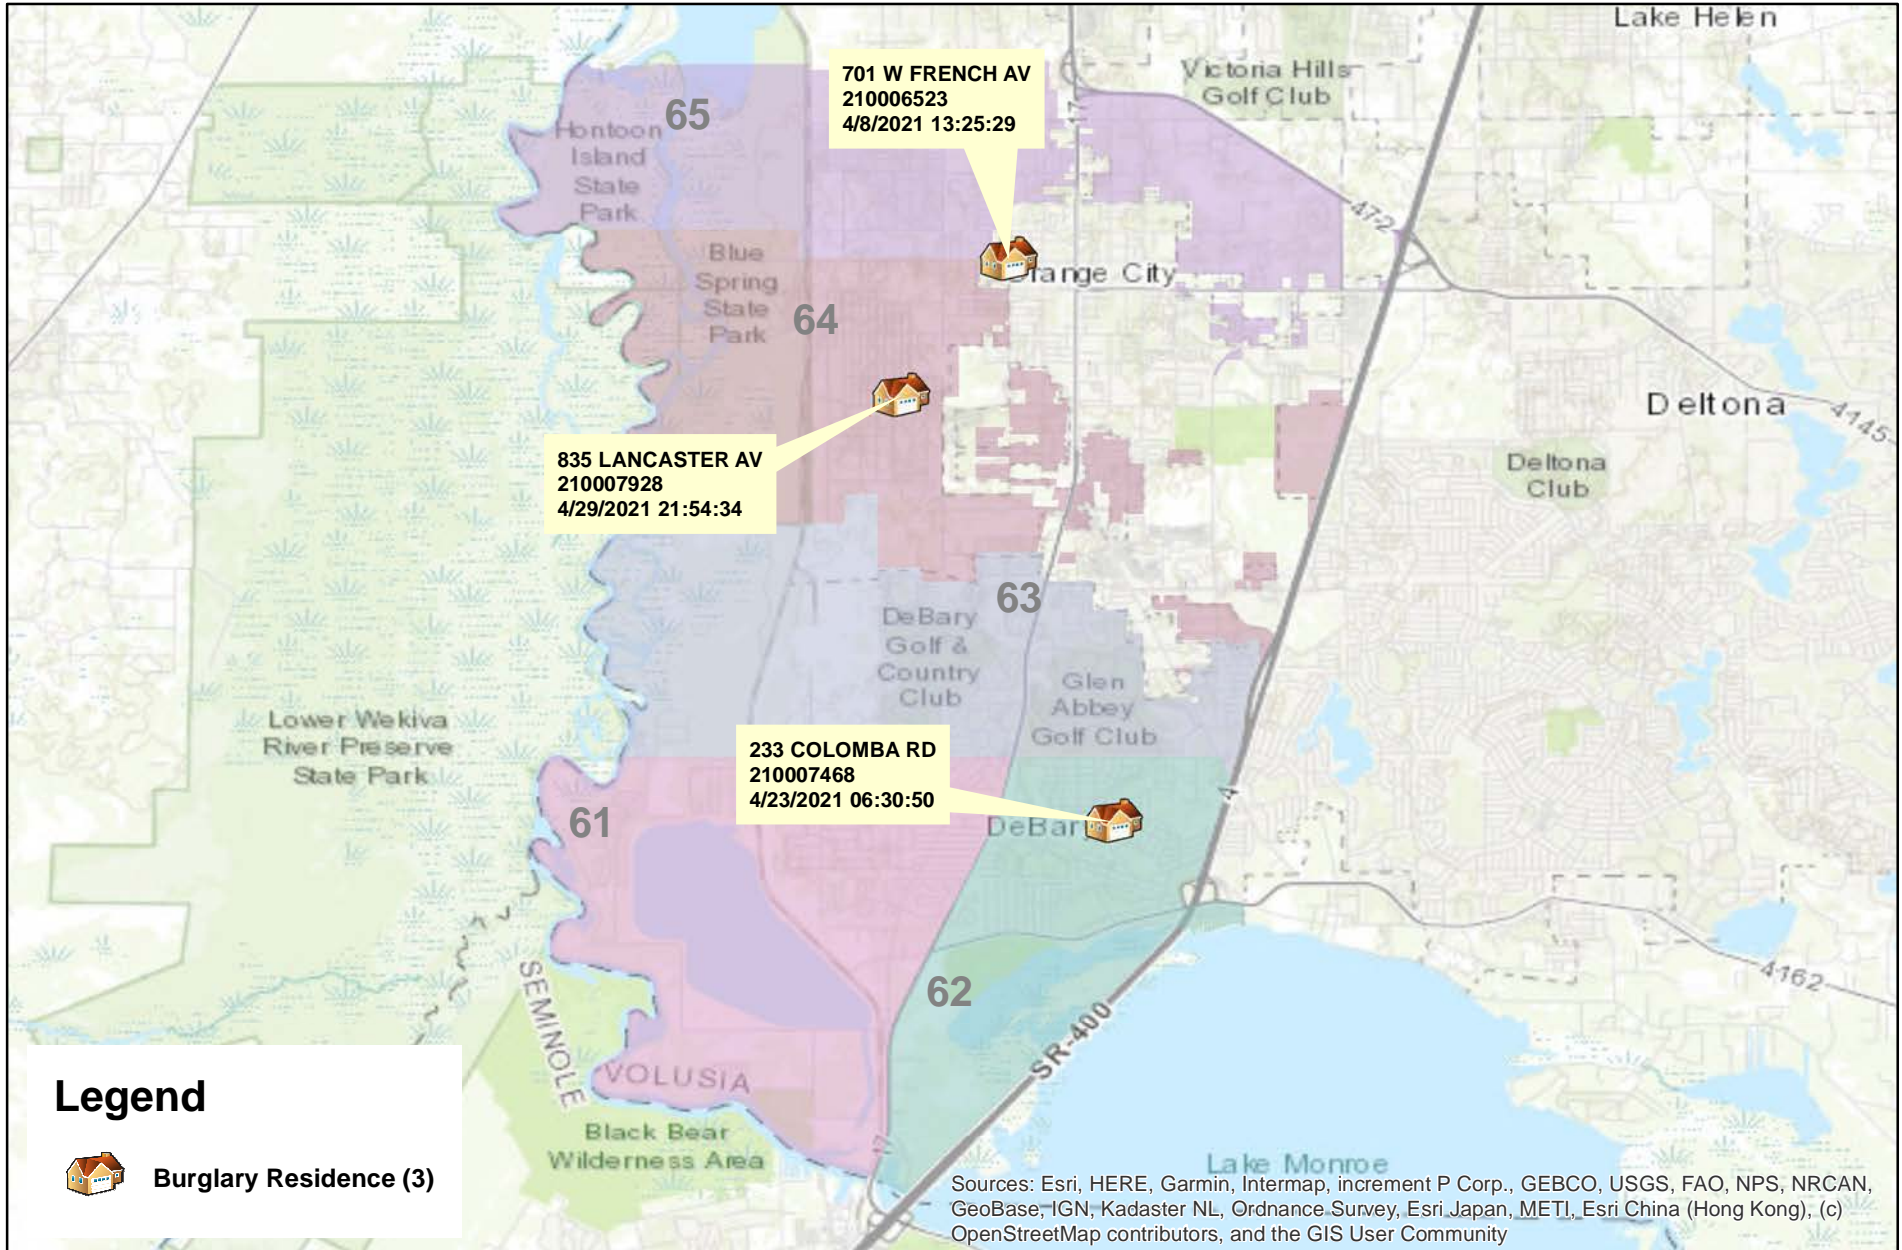 Lake Helen
701 W FRENCH AV
210006523
4/8/2021 13:25:29
Victoria Hills
Golf Club
65
Hontoon
Island
State
Park
17
472
Blue
Spring
State
Park
Orange City
64
Deltona
4145
835 LANCASTER AV
210007928
4/29/2021 21:54:34
Deltona
Club
63
DeBary
Golf &
Country
Club
Glen
Abbey
Golf Club
Lower Wekiva
River Preserve
State Park
233 COLOMBA RD
210007468
4/23/2021 06:30:50
4
61
DeBary
4162
62
SEMINOLE
SR-400
VOLUSIA
Legend
Black Bear
Wilderness Area
17
Lake Monroe
Burglary Residence (3)
Sources: Esri, HERE, Garmin, Intermap, increment P Corp., GEBCO, USGS, FAO, NPS, NRCAN,
GeoBase, IGN, Kadaster NL, Ordnance Survey, Esri Japan, METI, Esri China (Hong Kong), (c)
OpenStreetMap contributors, and the GIS User Community